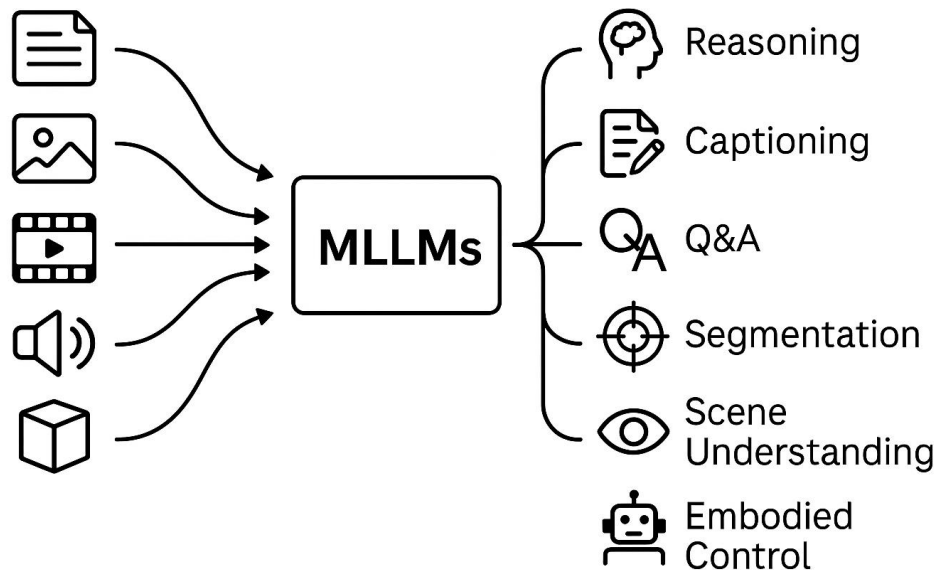 MLLMs
Reasoning
Captioning
Q&A
Segmentation
Scene
Understanding
Embodied
Control